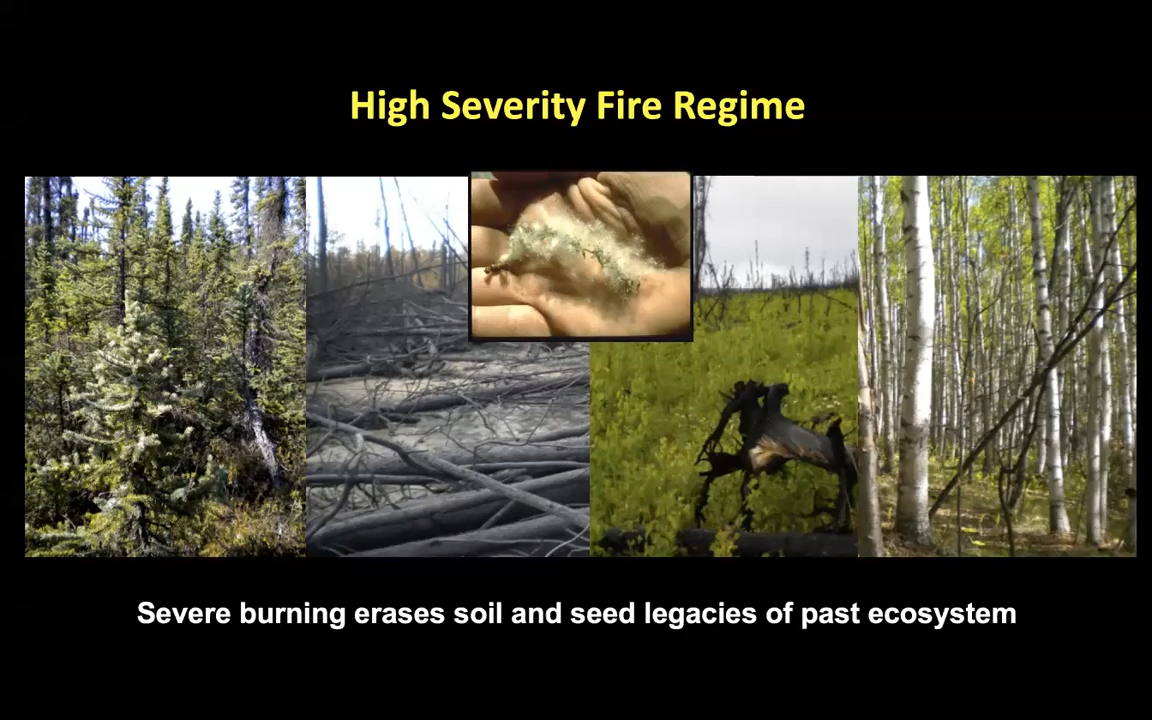 High Severity Fire Regime
Severe burning erases soil and seed legacies of past ecosystem